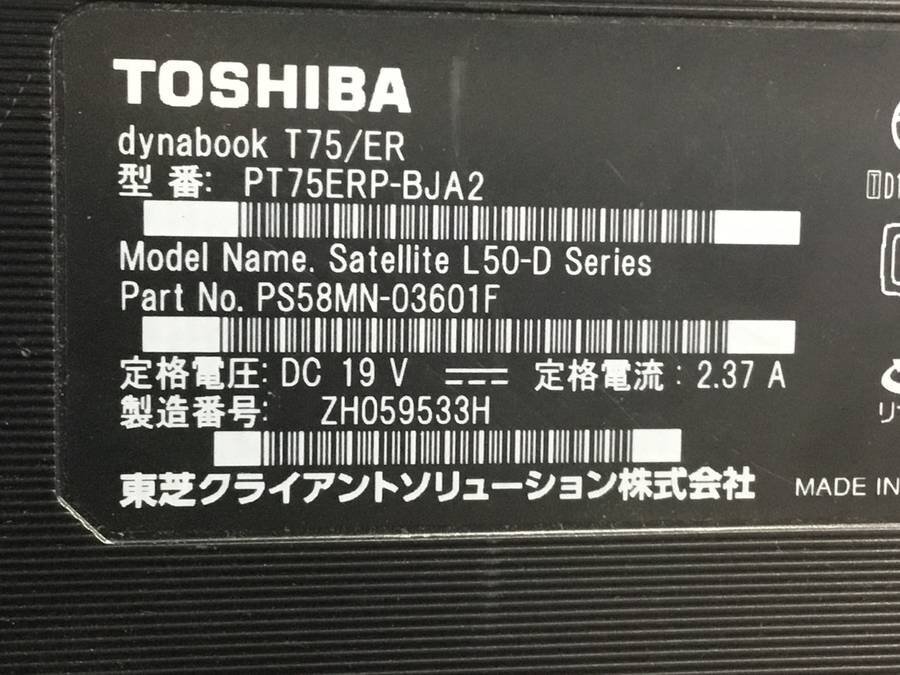 TOSHIBA
dynabook T75/ER
型番: PT75ERP-BJA2
Model Name. Satellite L50-D Series
Part No. PS58MN-03601F
定格電圧: DC 19 V ⎓ 定格電流: 2.37 A
製造番号: ZH059533H
東芝クライアントソリューション株式会社
MADE IN